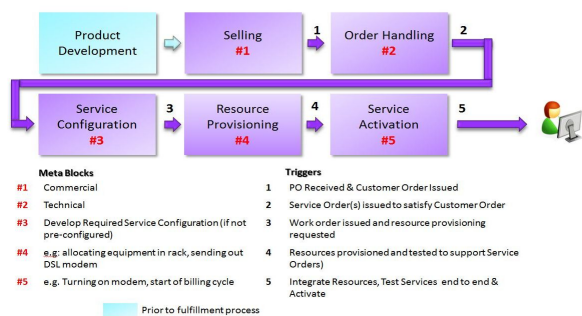 Product
Development
Selling
#1
1
Order Handling
#2
2
Service
Configuration
#3
3
Resource
Provisioning
#4
4
Service
Activation
#5
5
Meta Blocks
#1 Commercial
#2 Technical
#3 Develop Required Service Configuration (if not
pre-configured)
#4 e.g: allocating equipment in rack, sending out
DSL modem
#5 e.g. Turning on modem, start of billing cycle
Triggers
1 PO Received & Customer Order Issued
2 Service Order(s) issued to satisfy Customer Order
3 Work order issued and resource provisioning
requested
4 Resources provisioned and tested to support Service
Orders)
5 Integrate Resources, Test Services end to end &
Activate
Prior to fulfillment process